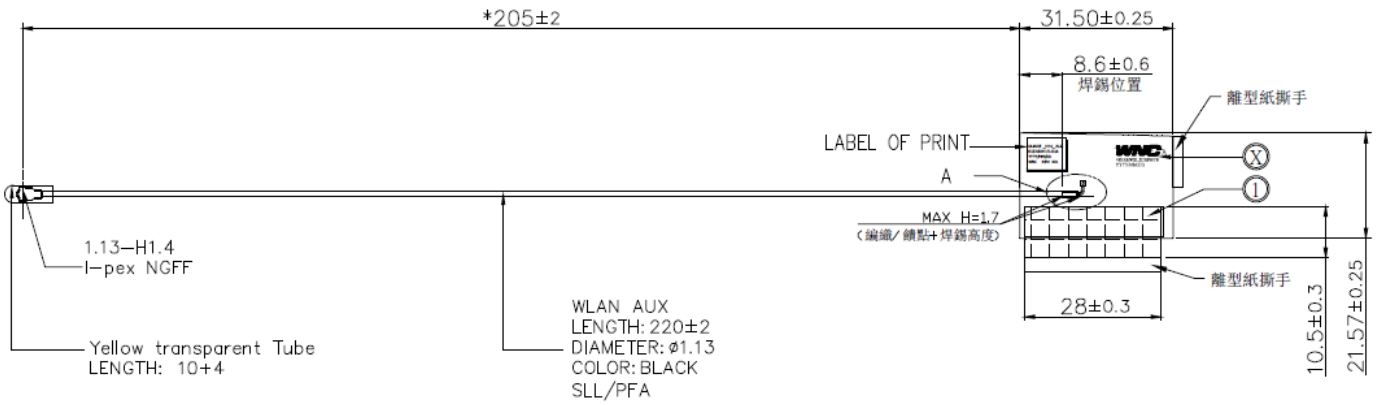 *205±2
31.50±0.25
8.6±0.6
焊錫位置
離型紙撕手
LABEL OF PRINT
WNC
X
A
1
MAX H=1.7
(編織/饋點+焊錫高度)
1.13-H1.4
I-pex NGFF
離型紙撕手
28±0.3
10.5±0.3
21.57±0.25
WLAN AUX
LENGTH: 220±2
DIAMETER: ø1.13
COLOR: BLACK
SLL/PFA
Yellow transparent Tube
LENGTH: 10+4